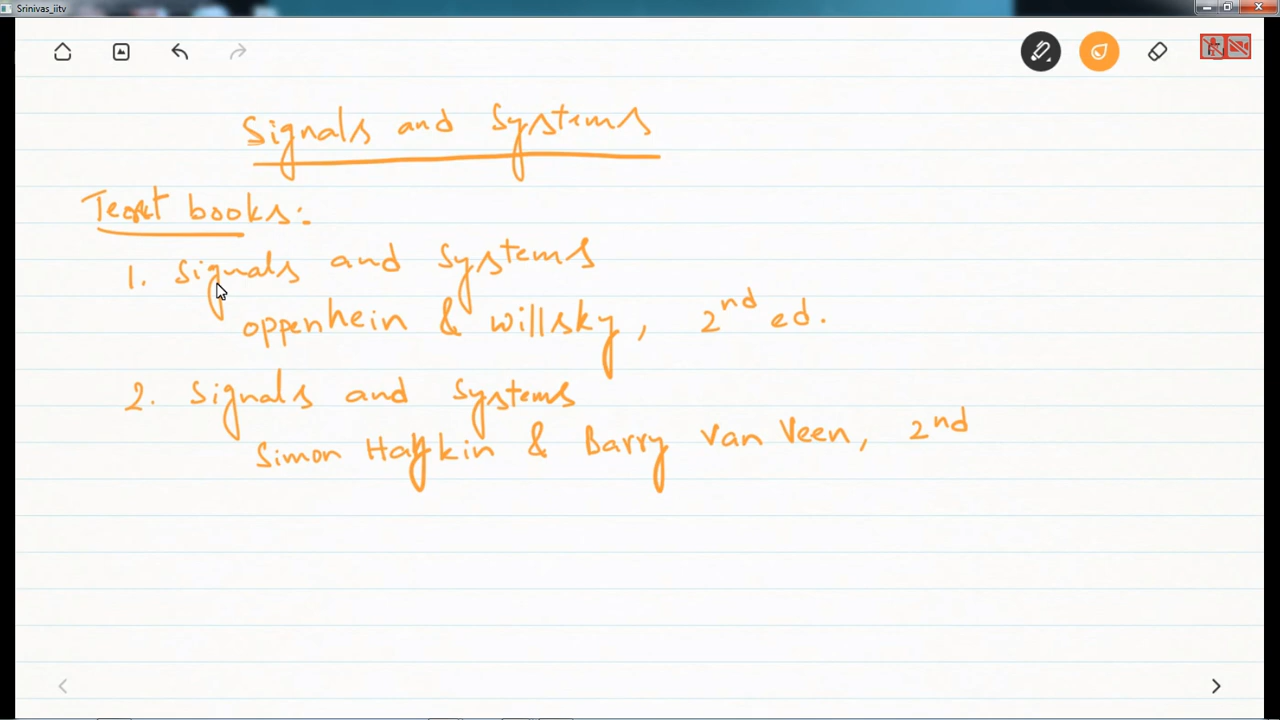 Srinivas_iitv
Signals and Systems
Text books:
1. Signals and Systems
oppenhein & willsky, 2nd ed.
2. Signals and Systems
Simon Haykin & Barry Van Veen, 2nd